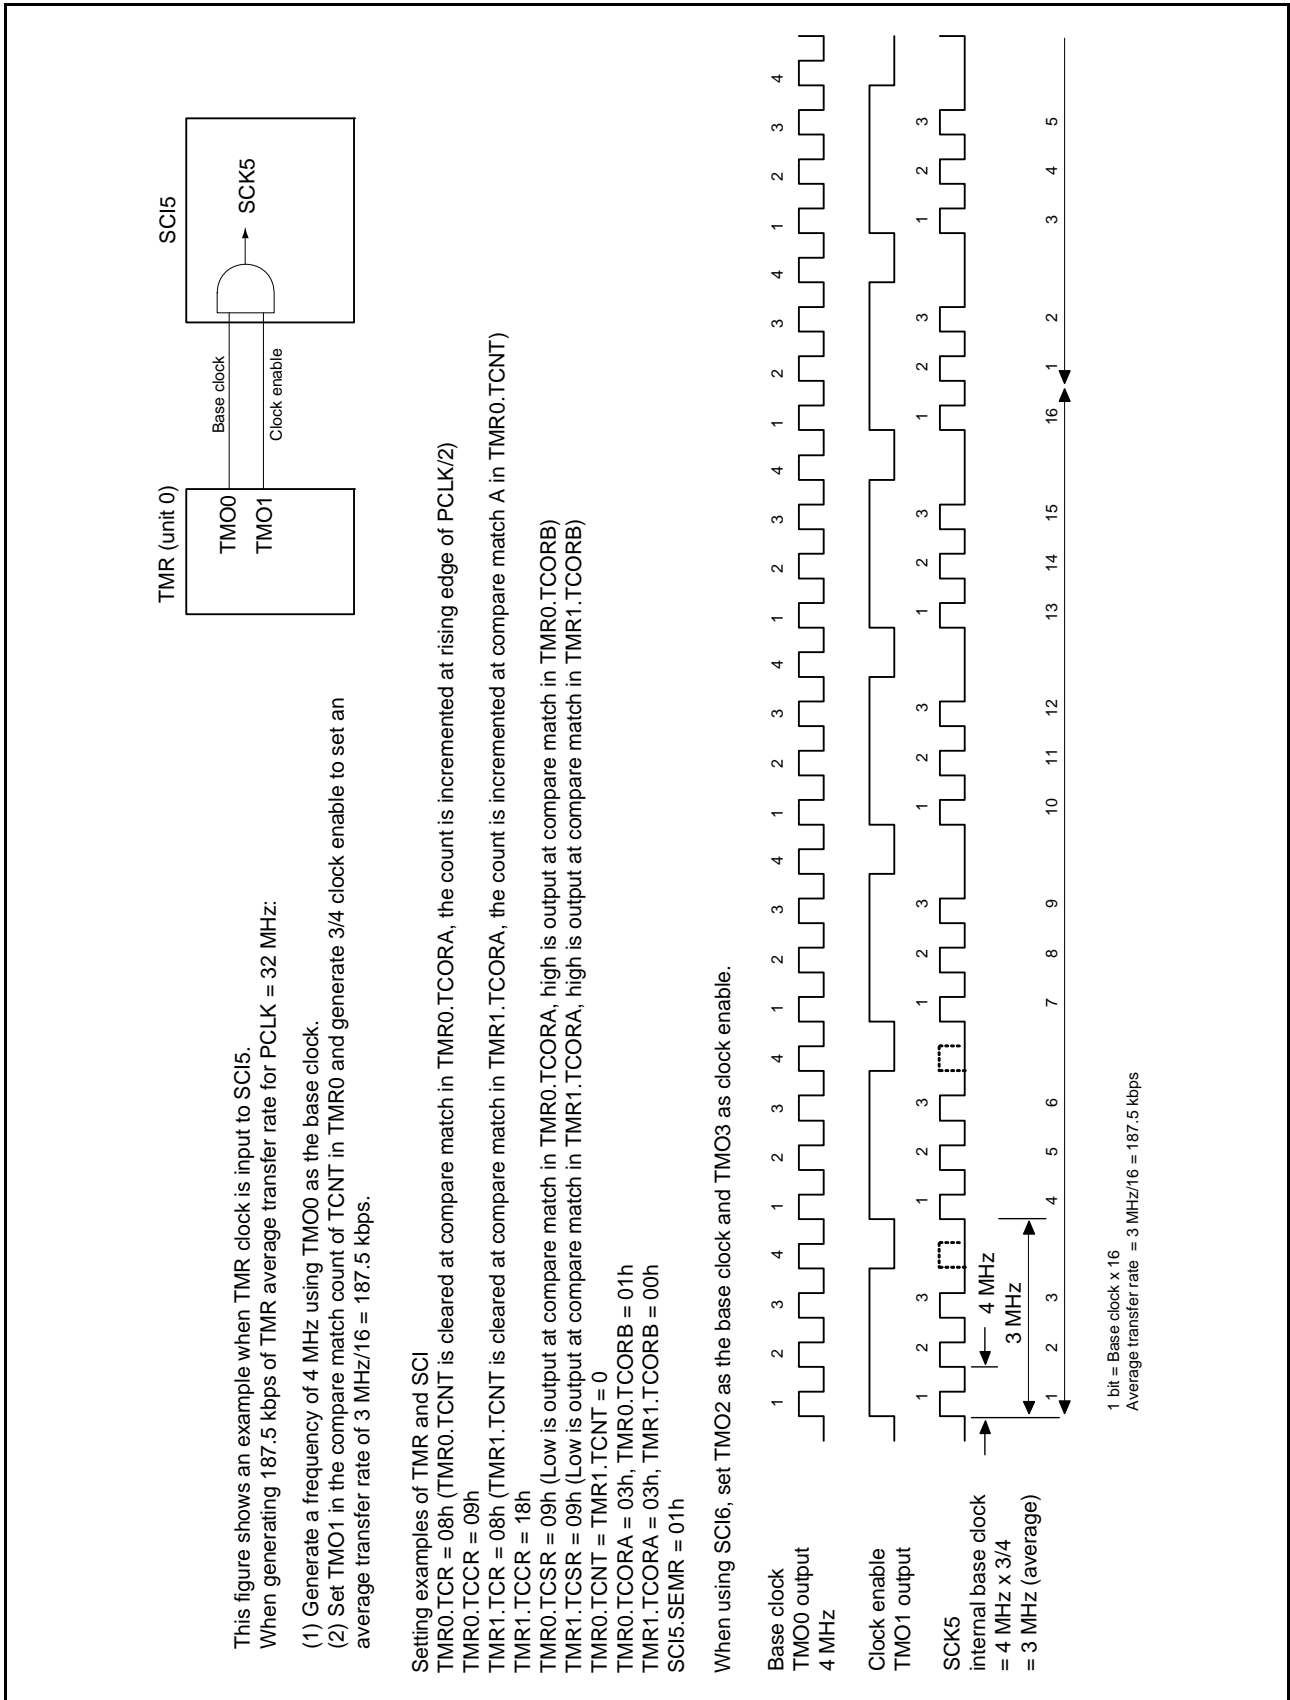 This figure shows an example when TMR clock is input to SCI5.
When generating 187.5 kbps of TMR average transfer rate for PCLK = 32 MHz:
(1) Generate a frequency of 4 MHz using TMO0 as the base clock.
(2) Set TMO1 in the compare match count of TCNT in TMR0 and generate 3/4 clock enable to set an
average transfer rate of 3 MHz/16 = 187.5 kbps.
TMR (unit 0)
SCI5
TMO0
TMO1
Base clock
Clock enable
SCK5
Setting examples of TMR and SCI
TMR0.TCR = 08h (TMR0.TCNT is cleared at compare match in TMR0.TCORA, the count is incremented at rising edge of PCLK/2)
TMR0.TCCR = 09h
TMR1.TCR = 08h (TMR1.TCNT is cleared at compare match in TMR1.TCORA, the count is incremented at compare match A in TMR0.TCNT)
TMR1.TCCR = 18h
TMR0.TCSR = 09h (Low is output at compare match in TMR0.TCORA, high is output at compare match in TMR0.TCORB)
TMR1.TCSR = 09h (Low is output at compare match in TMR1.TCORA, high is output at compare match in TMR1.TCORB)
TMR0.TCNT = TMR1.TCNT = 0
TMR0.TCORA = 03h, TMR0.TCORB = 01h
TMR1.TCORA = 03h, TMR1.TCORB = 00h
SCI5.SEMR = 01h
When using SCI6, set TMO2 as the base clock and TMO3 as clock enable.
Base clock
TMO0 output
4 MHz
1 2 3 4 1 2 3 4 1 2 3 4 1 2 3 4 1 2 3 4 1 2 3 4 1 2 3 4
Clock enable
TMO1 output
1 2 3 1 2 3 1 2 3 1 2 3 1 2 3 1 2 3 1 2 3
SCK5
internal base clock
= 4 MHz x 3/4
= 3 MHz (average)
4 MHz
3 MHz
1 2 3 4 5 6 7 8 9 10 11 12 13 14 15 16 1 2 3 4 5
1 bit = Base clock x 16
Average transfer rate = 3 MHz/16 = 187.5 kbps